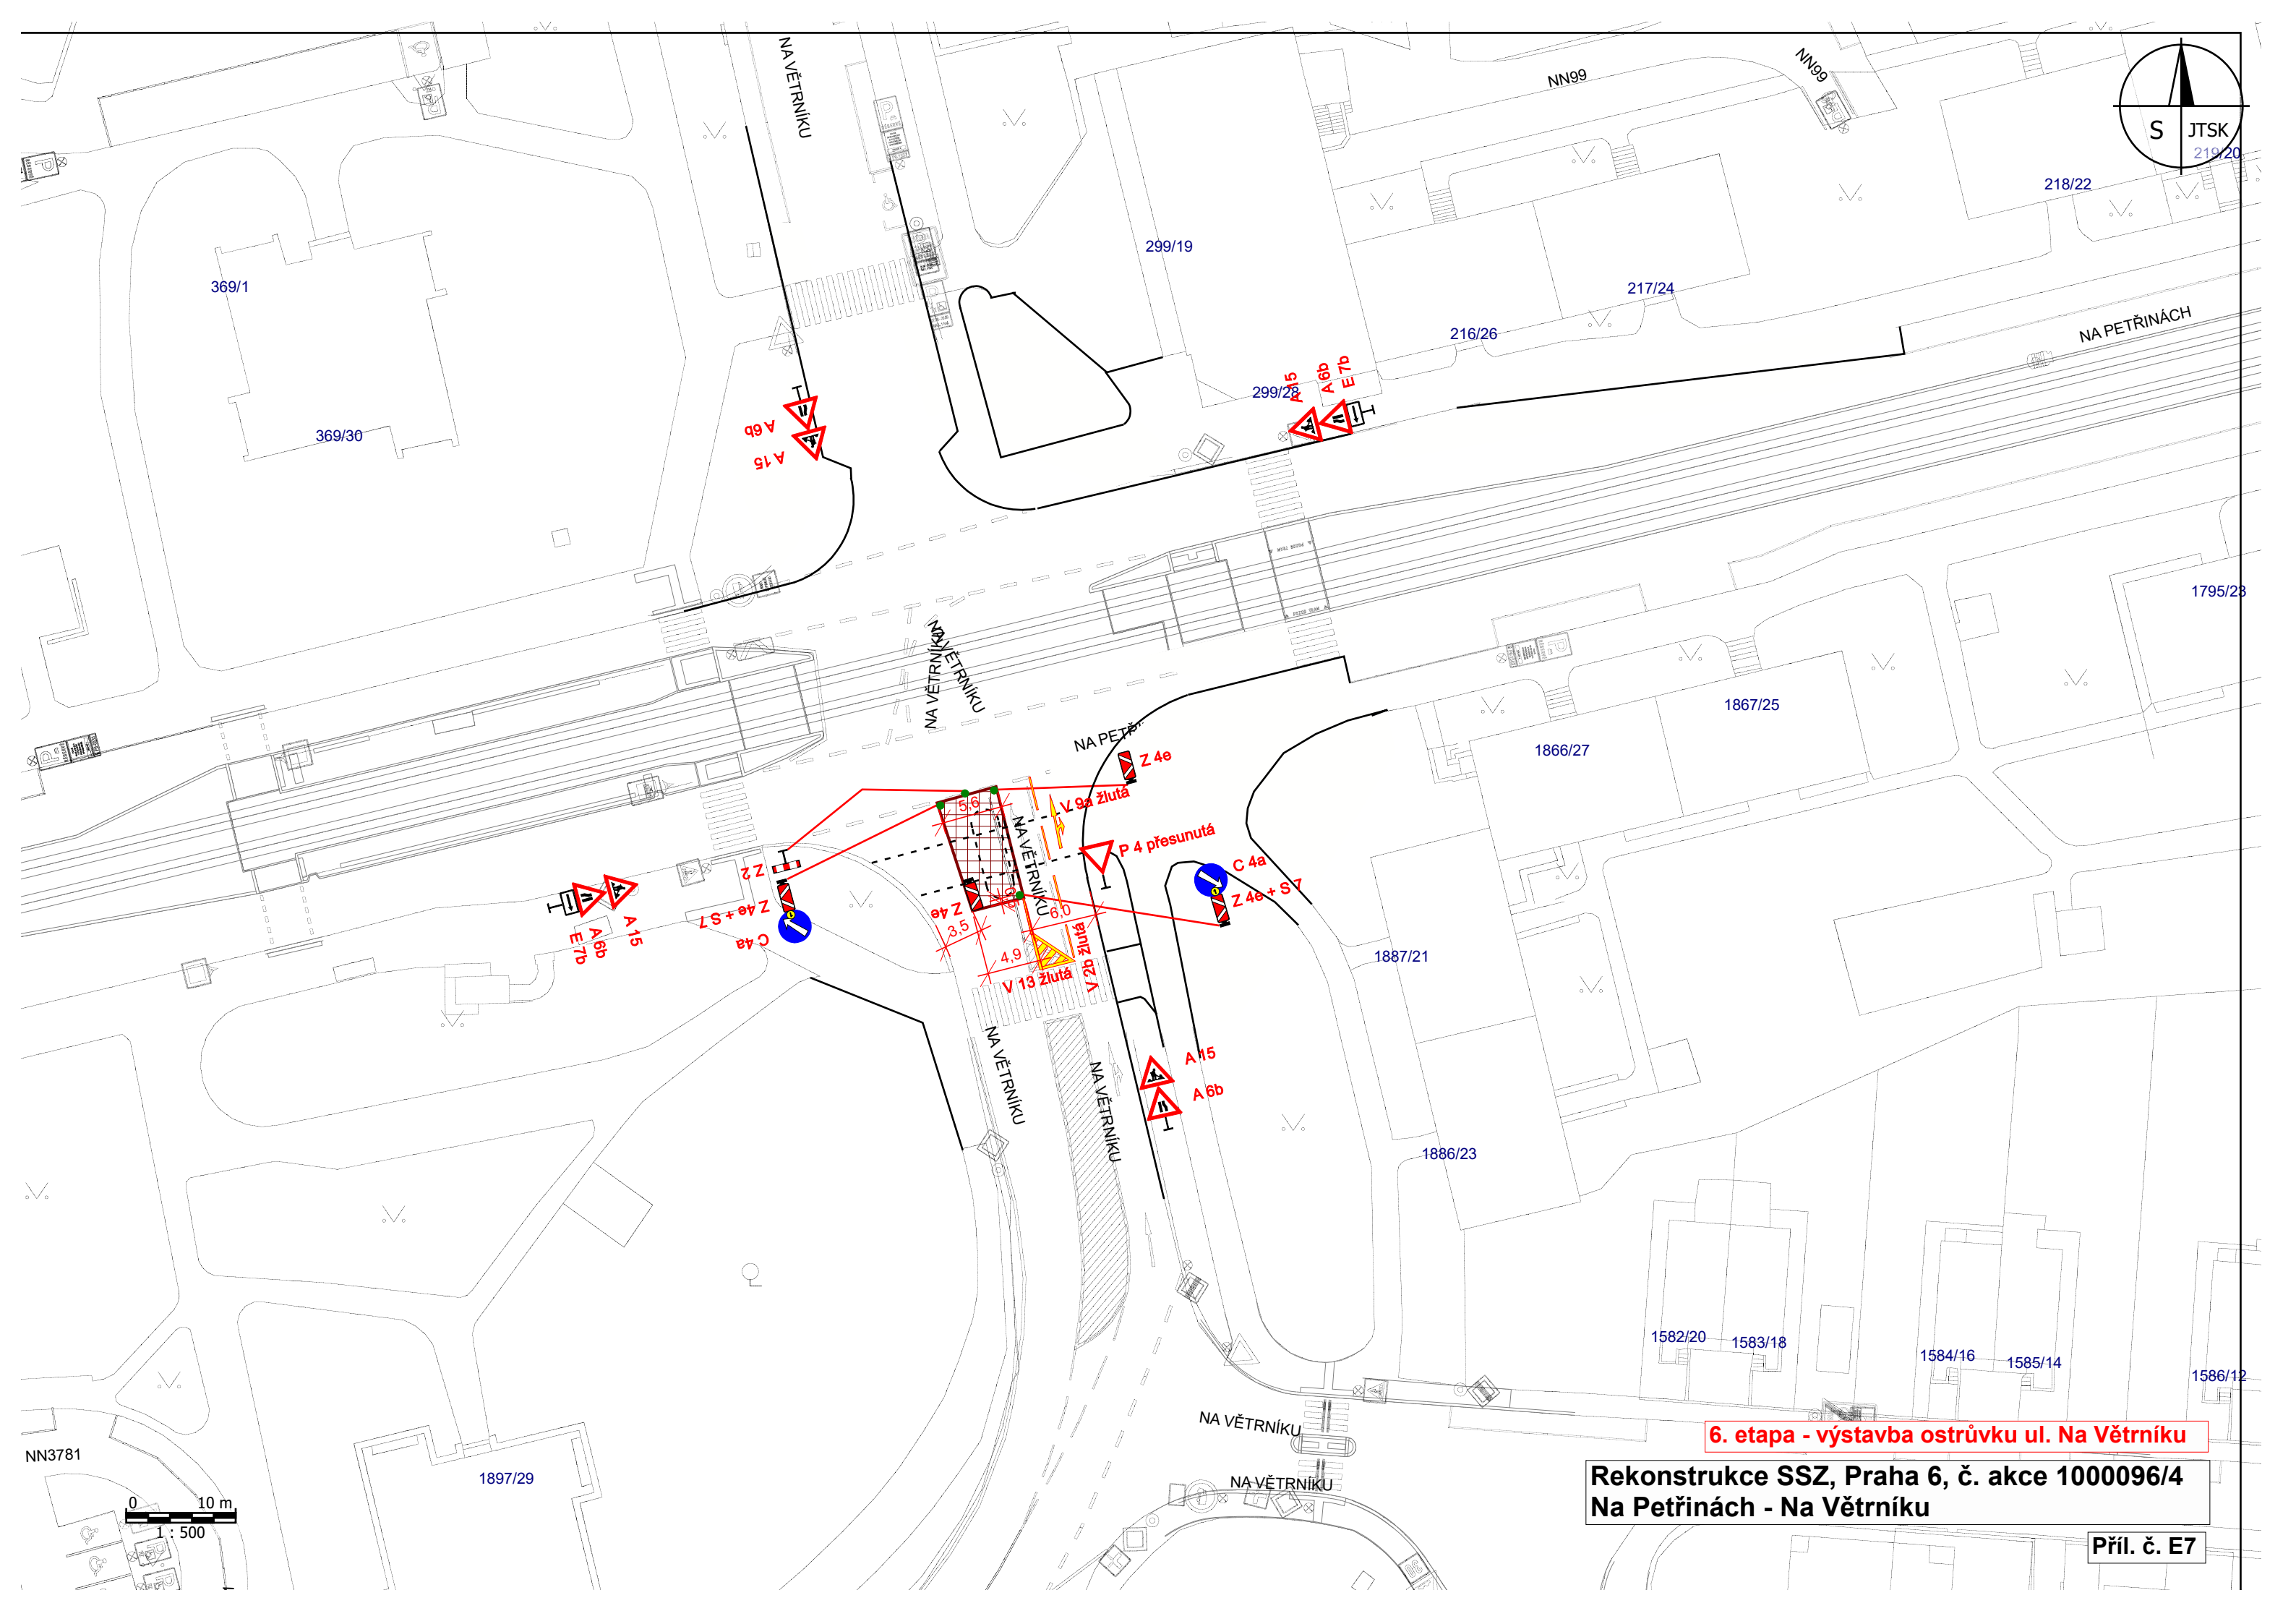 NA VĚTRNÍKU
NN99
NN99
S JTSK
219/20
218/22
299/19
369/1
217/24
NA PETŘINÁCH
216/26
A 15
A 6b
E 7b
299/28
A 6b
A 15
369/30
1795/23
NA VĚTRNÍKU
NA VĚTRNÍKU
1867/25
NA PETŘ
1866/27
Z 4e
5,6
V 9a žlutá
NA VĚTRNÍKU
P 4 přesunutá
Z 2
C 4a
Z 4e + S 7
Z 4e + S 7
C 4a
Z 4e
6,0
3,5
4,9
A 15
A 6b
E 7b
V 2b žlutá
V 13 žlutá
1887/21
NA VĚTRNÍKU
NA VĚTRNÍKU
A 15
A 6b
1886/23
1582/20
1583/18
1584/16
1585/14
1586/12
NA VĚTRNÍKU
NA VĚTRNÍKU
NN3781
1897/29
0 10 m
1 : 500
6. etapa - výstavba ostrůvku ul. Na Větrníku
Rekonstrukce SSZ, Praha 6, č. akce 1000096/4
Na Petřinách - Na Větrníku
Příl. č. E7